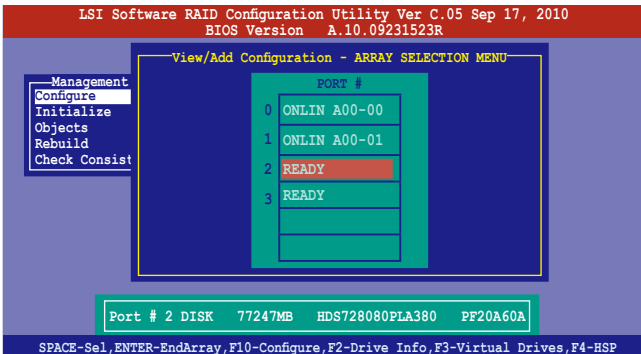 LSI Software RAID Configuration Utility Ver C.05 Sep 17, 2010
BIOS Version A.10.09231523R
View/Add Configuration - ARRAY SELECTION MENU
Management
Configure
Initialize
Objects
Rebuild
Check Consist
PORT #
0 ONLIN A00-00
1 ONLIN A00-01
2 READY
3 READY
Port # 2 DISK 77247MB HDS728080PLA380 PF20A60A
SPACE-Sel,ENTER-EndArray,F10-Configure,F2-Drive Info,F3-Virtual Drives,F4-HSP